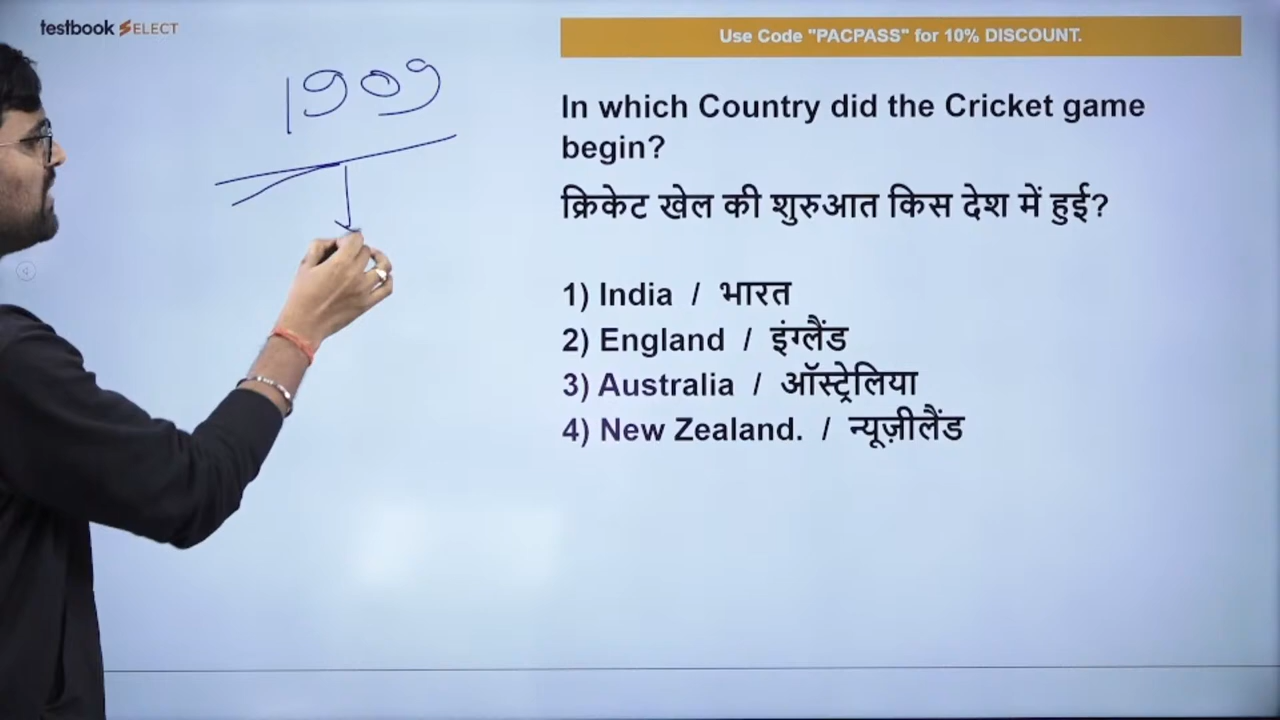 testbook SELECT
Use Code "PACPASS" for 10% DISCOUNT.
1909
In which Country did the Cricket game
begin?
क्रिकेट खेल की शुरुआत किस देश में हुई?
1) India / भारत
2) England / इंग्लैंड
3) Australia / ऑस्ट्रेलिया
4) New Zealand. / न्यूज़ीलैंड